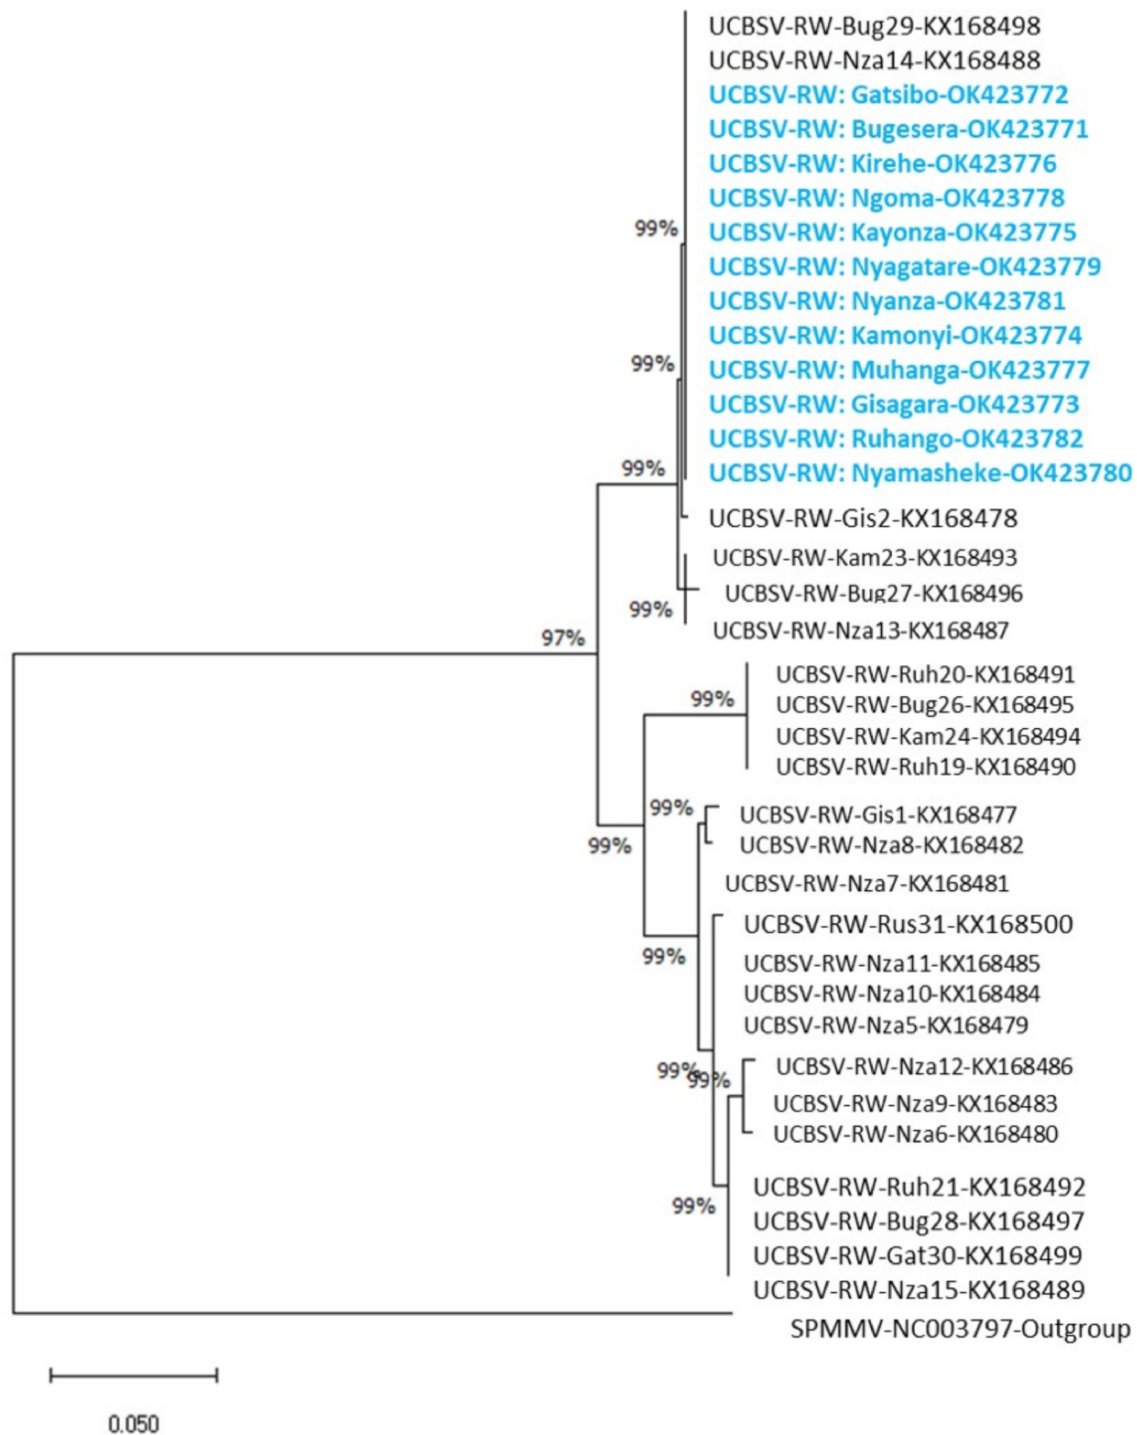 UCBSV-RW-Bug29-KX168498
UCBSV-RW-Nza14-KX168488
UCBSV-RW: Gatsibo-OK423772
UCBSV-RW: Bugesera-OK423771
UCBSV-RW: Kirehe-OK423776
UCBSV-RW: Ngoma-OK423778
99%
UCBSV-RW: Kayonza-OK423775
UCBSV-RW: Nyagatare-OK423779
UCBSV-RW: Nyanza-OK423781
UCBSV-RW: Kamonyi-OK423774
99%
UCBSV-RW: Muhanga-OK423777
UCBSV-RW: Gisagara-OK423773
UCBSV-RW: Ruhango-OK423782
99%
UCBSV-RW: Nyamasheke-OK423780
UCBSV-RW-Gis2-KX168478
UCBSV-RW-Kam23-KX168493
UCBSV-RW-Bug27-KX168496
99%
UCBSV-RW-Nza13-KX168487
97%
UCBSV-RW-Ruh20-KX168491
99%
UCBSV-RW-Bug26-KX168495
UCBSV-RW-Kam24-KX168494
UCBSV-RW-Ruh19-KX168490
99%
UCBSV-RW-Gis1-KX168477
99%
UCBSV-RW-Nza8-KX168482
UCBSV-RW-Nza7-KX168481
UCBSV-RW-Rus31-KX168500
99%
UCBSV-RW-Nza11-KX168485
UCBSV-RW-Nza10-KX168484
UCBSV-RW-Nza5-KX168479
99%
99%
UCBSV-RW-Nza12-KX168486
UCBSV-RW-Nza9-KX168483
UCBSV-RW-Nza6-KX168480
UCBSV-RW-Ruh21-KX168492
99%
UCBSV-RW-Bug28-KX168497
UCBSV-RW-Gat30-KX168499
UCBSV-RW-Nza15-KX168489
SPMMV-NC003797-Outgroup
0.050